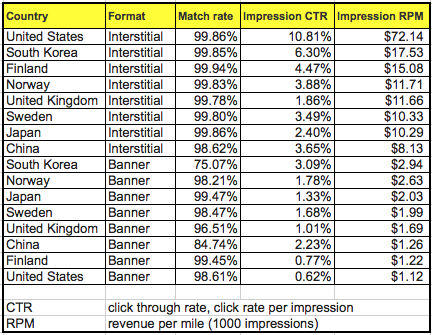 Country Format Match rate Impression CTR Impression RPM
United States Interstitial 99.86% 10.81% $72.14
South Korea Interstitial 99.85% 6.30% $17.53
Finland Interstitial 99.94% 4.47% $15.08
Norway Interstitial 99.83% 3.88% $11.71
United Kingdom Interstitial 99.78% 1.86% $11.66
Sweden Interstitial 99.80% 3.49% $10.33
Japan Interstitial 99.86% 2.40% $10.29
China Interstitial 98.62% 3.65% $8.13
South Korea Banner 75.07% 3.09% $2.94
Norway Banner 98.21% 1.78% $2.63
Japan Banner 99.47% 1.33% $2.03
Sweden Banner 98.47% 1.68% $1.99
United Kingdom Banner 96.51% 1.01% $1.69
China Banner 84.74% 2.23% $1.26
Finland Banner 99.45% 0.77% $1.22
United States Banner 98.61% 0.62% $1.12
CTR click through rate, click rate per impression
RPM revenue per mile (1000 impressions)